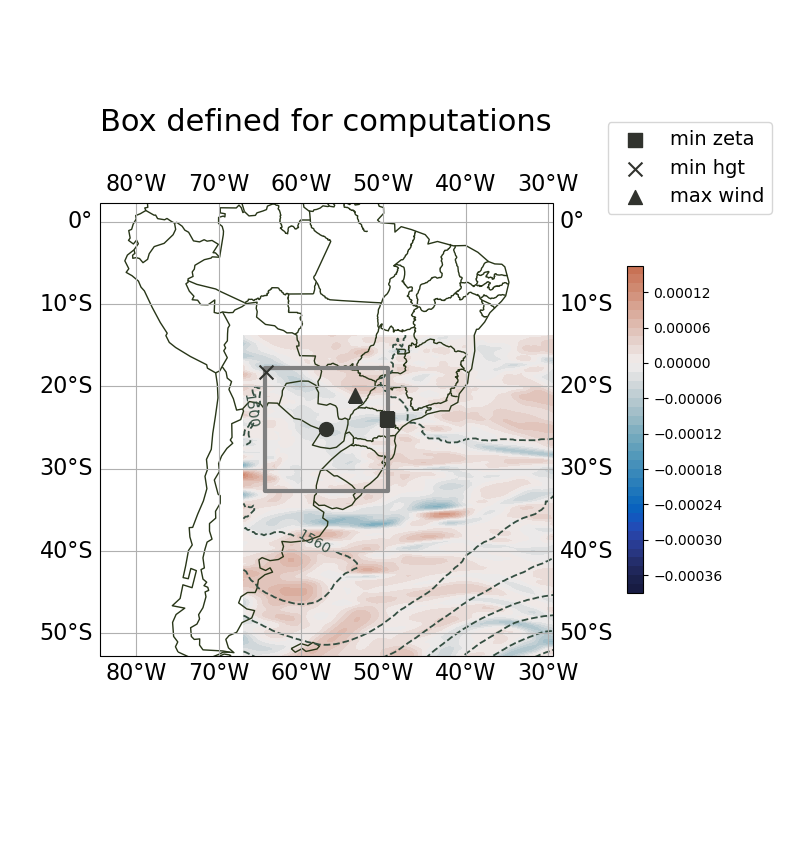 Box defined for computations
min zeta
min hgt
max wind
80°W 70°W 60°W 50°W 40°W 30°W
0° 0°
10°S 10°S
20°S 20°S
30°S 30°S
40°S 40°S
50°S 50°S
1500
1560
80°W 70°W 60°W 50°W 40°W 30°W
0.00012
0.00006
0.00000
−0.00006
−0.00012
−0.00018
−0.00024
−0.00030
−0.00036